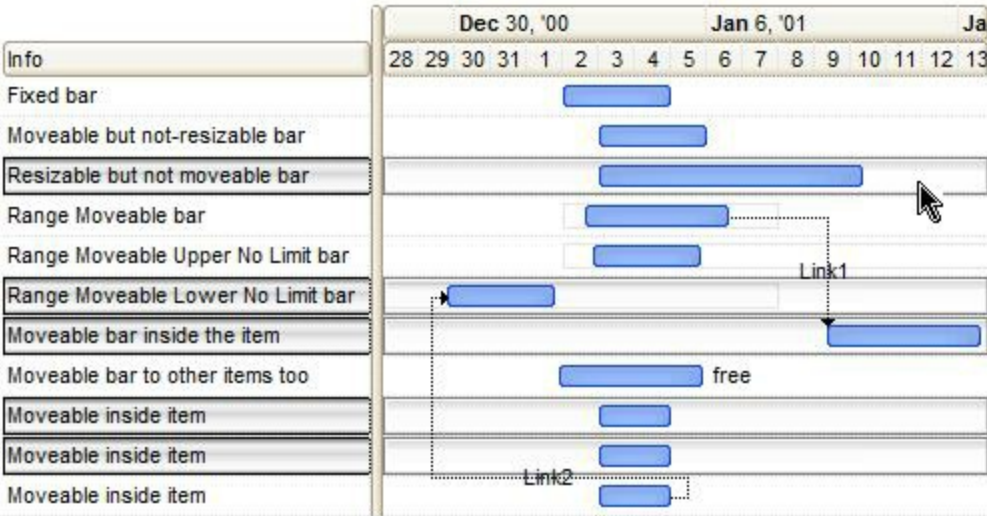 Dec 30, '00 Jan 6, '01 Ja
Info 28 29 30 31 1 2 3 4 5 6 7 8 9 10 11 12 13
Fixed bar
Moveable but not-resizable bar
Resizable but not moveable bar
Range Moveable bar
Range Moveable Upper No Limit bar
Link1
Range Moveable Lower No Limit bar
Moveable bar inside the item
Moveable bar to other items too free
Moveable inside item
Moveable inside item
Link2
Moveable inside item